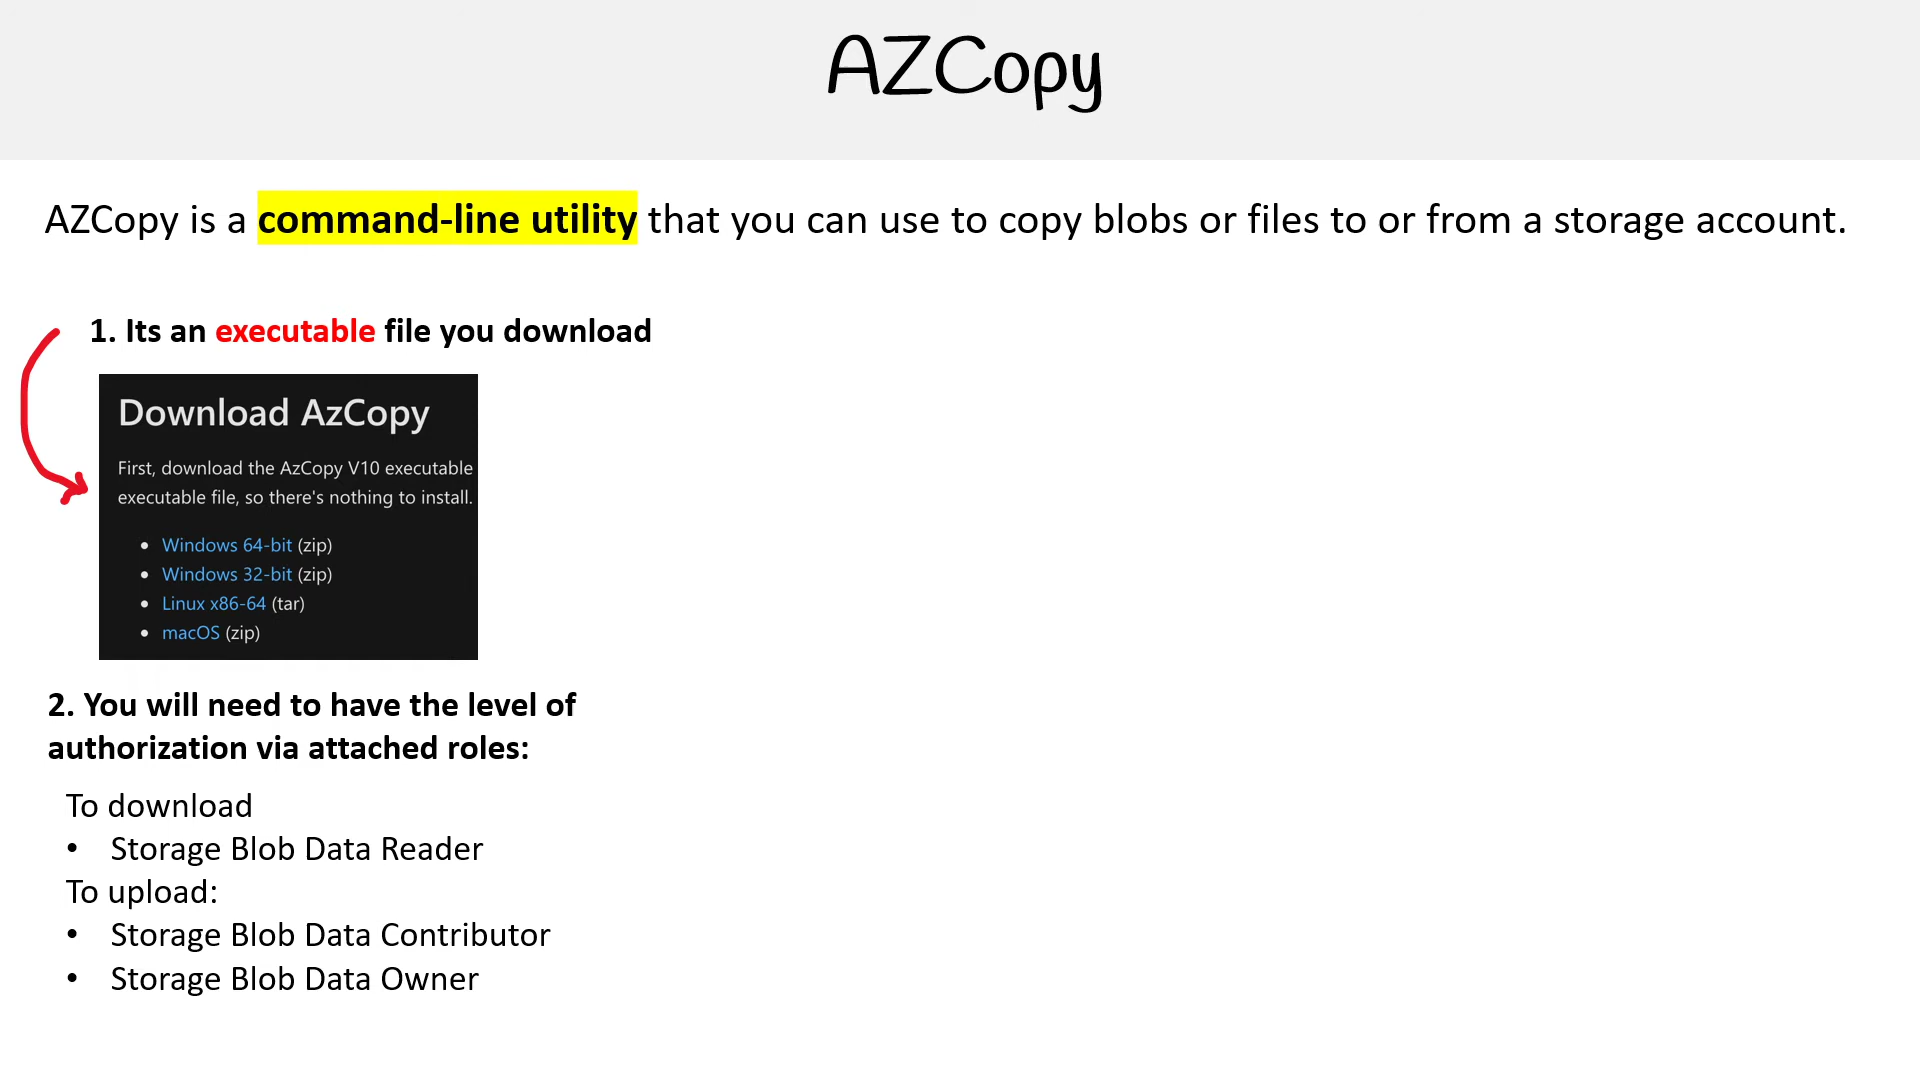 AZCopy
AZCopy is a command-line utility that you can use to copy blobs or files to or from a storage account.
1. Its an executable file you download
Download AzCopy
First, download the AzCopy V10 executable
executable file, so there's nothing to install.
• Windows 64-bit (zip)
• Windows 32-bit (zip)
• Linux x86-64 (tar)
• macOS (zip)
2. You will need to have the level of
authorization via attached roles:
To download
• Storage Blob Data Reader
To upload:
• Storage Blob Data Contributor
• Storage Blob Data Owner